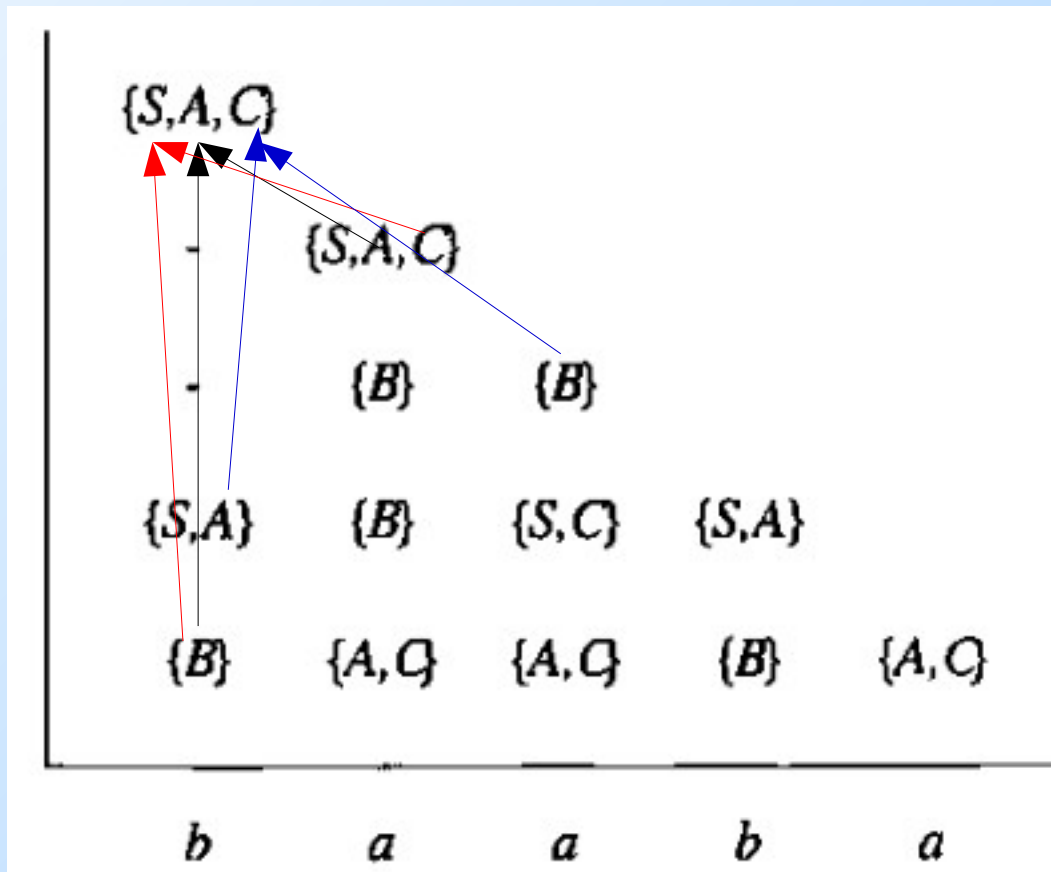 {S,A,C}
- {S,A,C}
- {B} {B}
{S,A} {B} {S,C} {S,A}
{B} {A,C} {A,C} {B} {A,C}
b a a b a